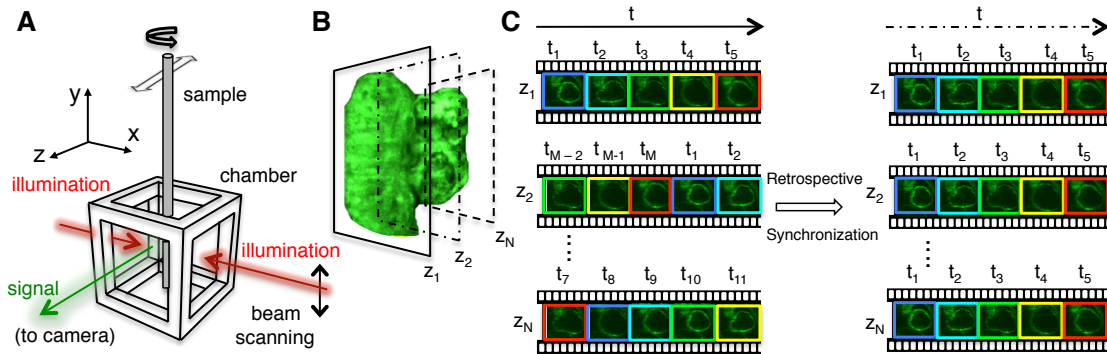 A
sample
y
x
z
illumination
chamber
illumination
signal
(to camera)
beam
scanning
B
z1
z2
zN
C
t
t1 t2 t3 t4 t5
z1
tM – 2 tM-1 tM t1 t2
z2
t7 t8 t9 t10 t11
zN
Retrospective
Synchronization
t
t1 t2 t3 t4 t5
z1
t1 t2 t3 t4 t5
z2
t1 t2 t3 t4 t5
zN